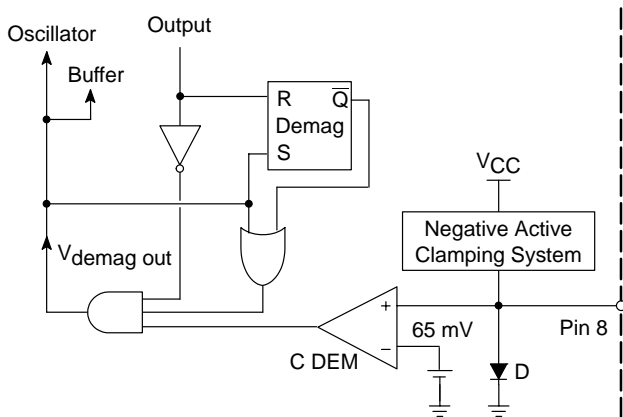 Oscillator
Output
Buffer
R Q̅
Demag
S
VCC
Negative Active
Clamping System
Vdemag out
+
65 mV
Pin 8
−
C DEM
D